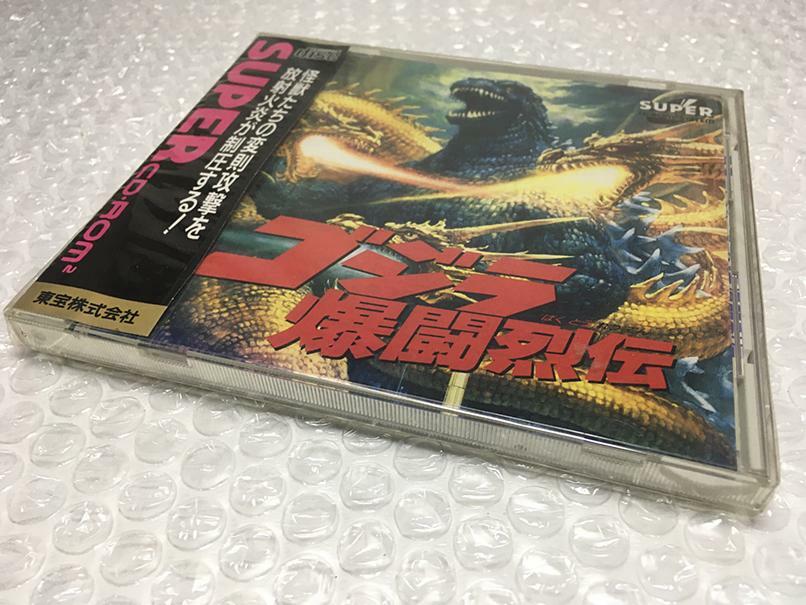 SUPER CD-ROM²
怪獣たちの変則攻撃を
放射火炎が制圧する!
東宝株式会社
SUPER
ゴジラ
爆闘烈伝